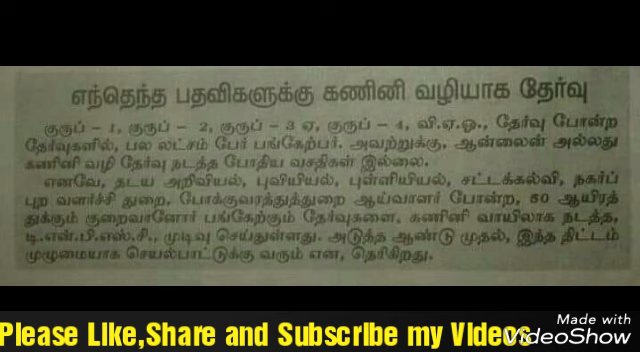 எந்தெந்த பதவிகளுக்கு கணினி வழியாக தேர்வு
குருப் – 1, குருப் – 2, குருப் – 3 ஏ, குருப் – 4, வி.ஏ.ஓ., தேர்வு போன்ற
தேர்வுகளில், பல லட்சம் பேர் பங்கேற்பர். அவற்றுக்கு, ஆன்லைன் அல்லது
கணினி வழி தேர்வு நடத்த போதிய வசதிகள் இல்லை.
எனவே, தடய அறிவியல், புவியியல், புள்ளியியல், சட்டக்கல்வி, நகர்ப்
புற வளர்ச்சி துறை, போக்குவரத்துத்துறை ஆய்வாளர் போன்ற, 50 ஆயிரத்
துக்கும் குறைவானோர் பங்கேற்கும் தேர்வுகளை, கணினி வாயிலாக நடத்த,
டி.என்.பி.எஸ்.சி., முடிவு செய்துள்ளது. அடுத்த ஆண்டு முதல், இந்த திட்டம்
முழுமையாக செயல்பாட்டுக்கு வரும் என, தெரிகிறது.
Made with
VideoShow
Please Like,Share and Subscribe my Videos